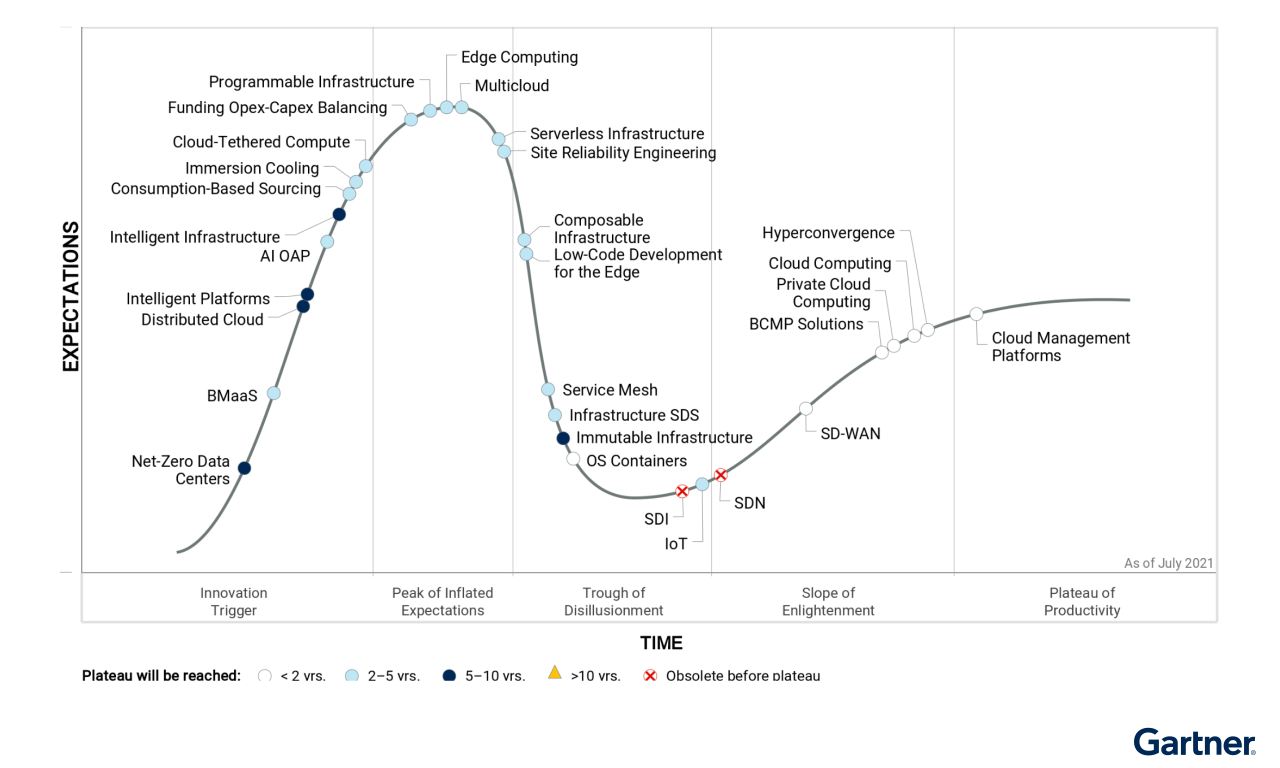 EXPECTATIONS
Edge Computing
Programmable Infrastructure
Multicloud
Funding Opex-Capex Balancing
Cloud-Tethered Compute
Immersion Cooling
Consumption-Based Sourcing
Intelligent Infrastructure
AI OAP
Intelligent Platforms
Distributed Cloud
BMaaS
Net-Zero Data
Centers
Serverless Infrastructure
Site Reliability Engineering
Composable
Infrastructure
Low-Code Development
for the Edge
Service Mesh
Infrastructure SDS
Immutable Infrastructure
OS Containers
SDI
IoT
SDN
SD-WAN
Hyperconvergence
Cloud Computing
Private Cloud
Computing
BCMP Solutions
Cloud Management
Platforms
As of July 2021
Innovation
Trigger
Peak of Inflated
Expectations
Trough of
Disillusionment
Slope of
Enlightenment
Plateau of
Productivity
TIME
Plateau will be reached: < 2 yrs. 2–5 yrs. 5–10 yrs. >10 yrs. Obsolete before plateau
Gartner®